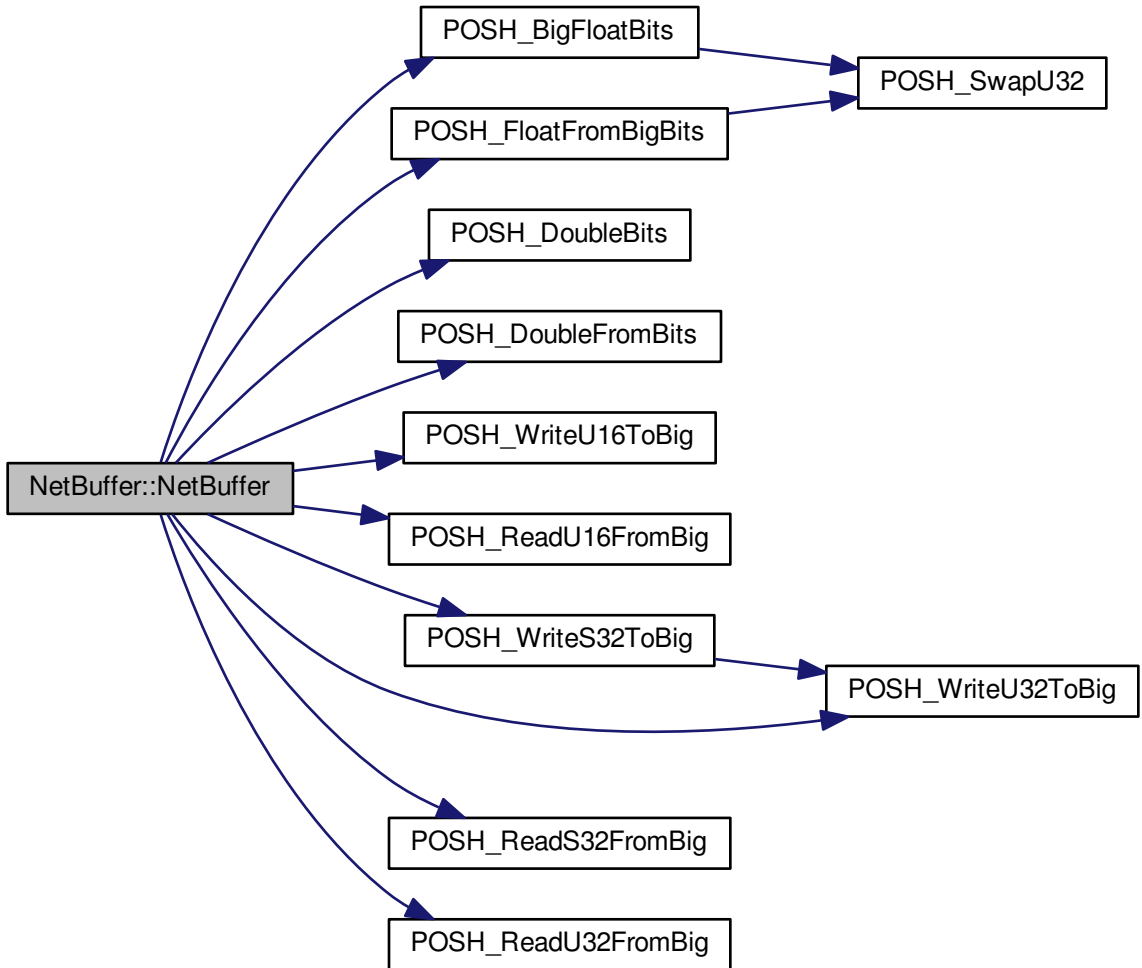 POSH_BigFloatBits
POSH_SwapU32
POSH_FloatFromBigBits
POSH_DoubleBits
POSH_DoubleFromBits
POSH_WriteU16ToBig
NetBuffer::NetBuffer
POSH_ReadU16FromBig
POSH_WriteS32ToBig
POSH_WriteU32ToBig
POSH_ReadS32FromBig
POSH_ReadU32FromBig